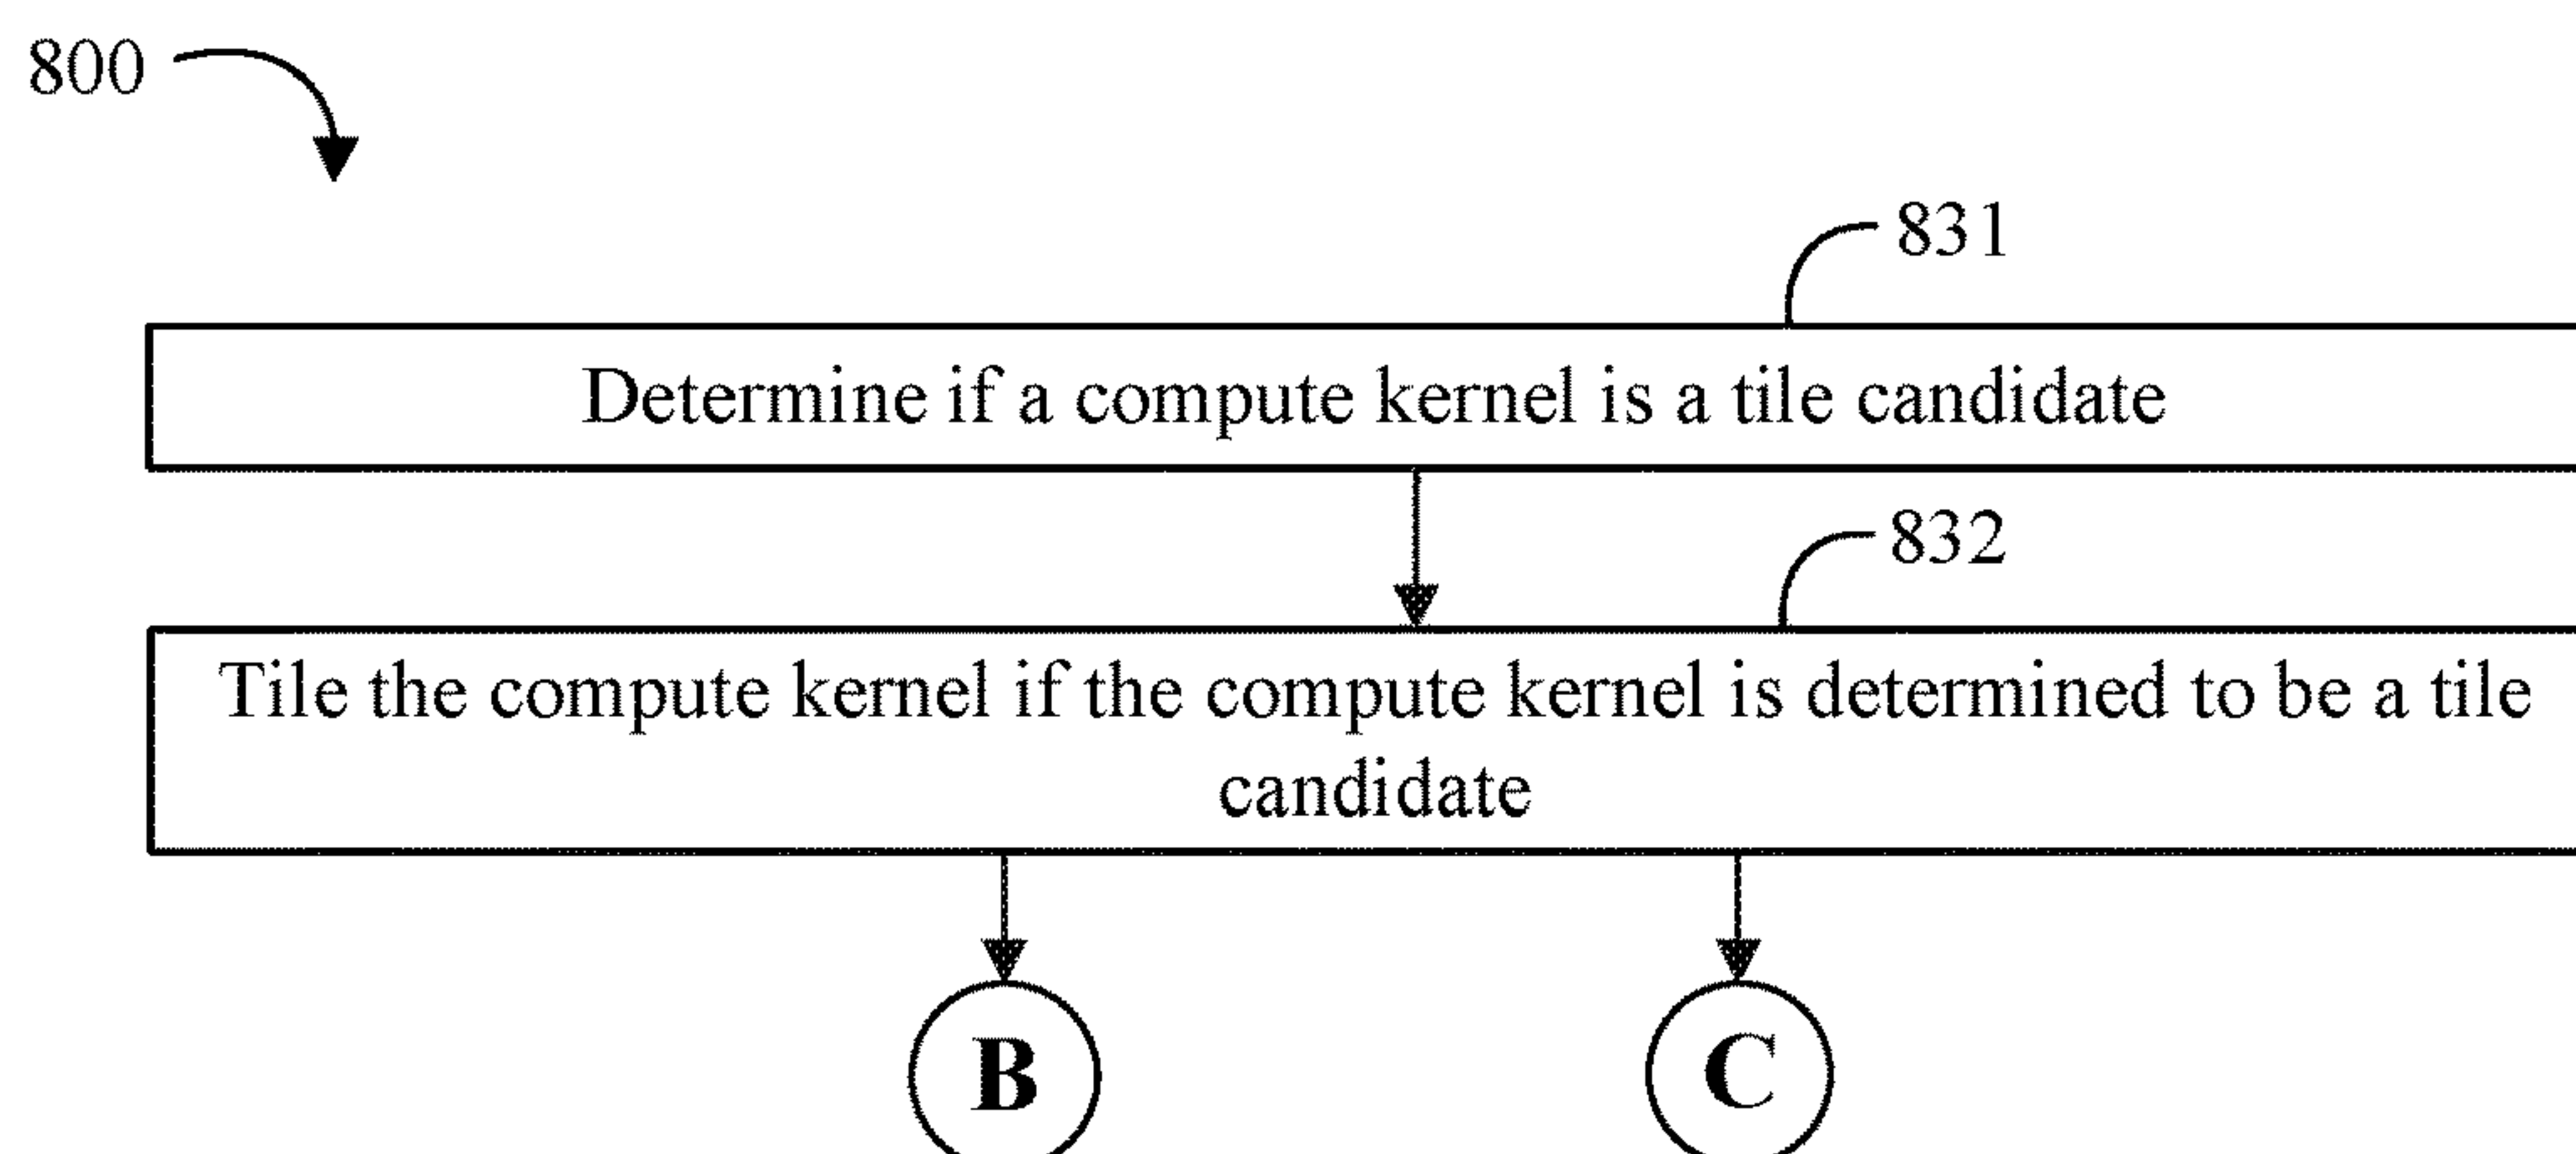 800
831
Determine if a compute kernel is a tile candidate
832
Tile the compute kernel if the compute kernel is determined to be a tile
candidate
B
C